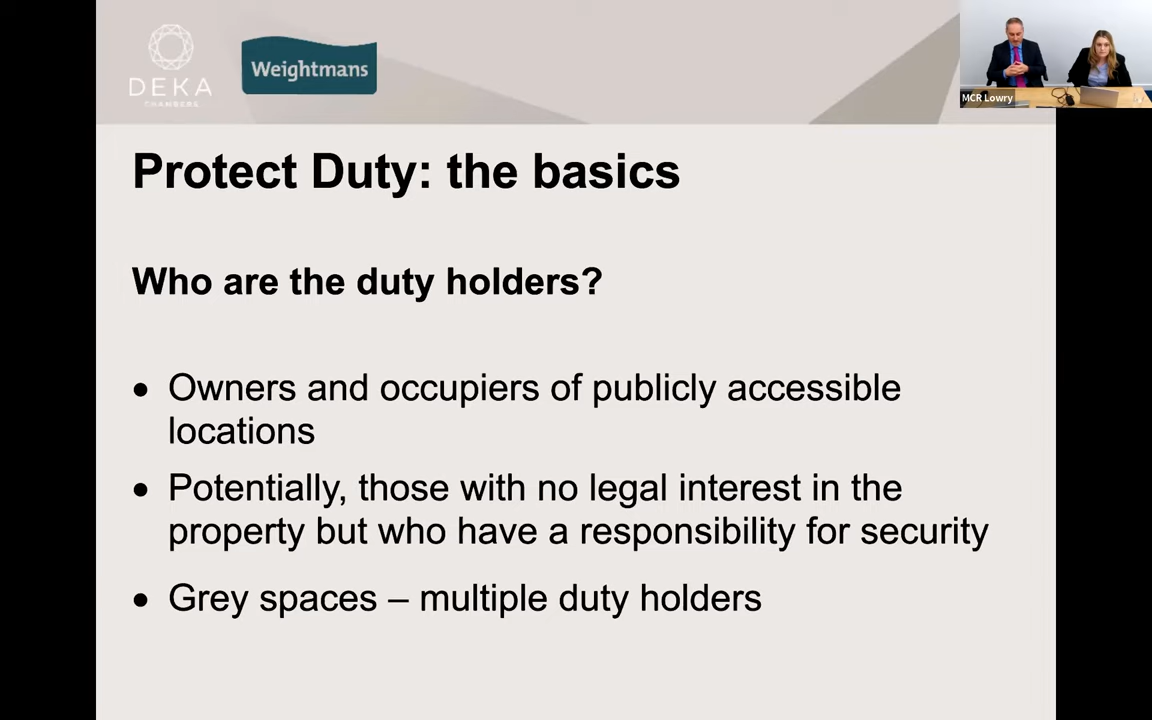 DEKA
CHAMBERS
Weightmans
MCR Lowry
Protect Duty: the basics
Who are the duty holders?
• Owners and occupiers of publicly accessible
locations
• Potentially, those with no legal interest in the
property but who have a responsibility for security
• Grey spaces – multiple duty holders